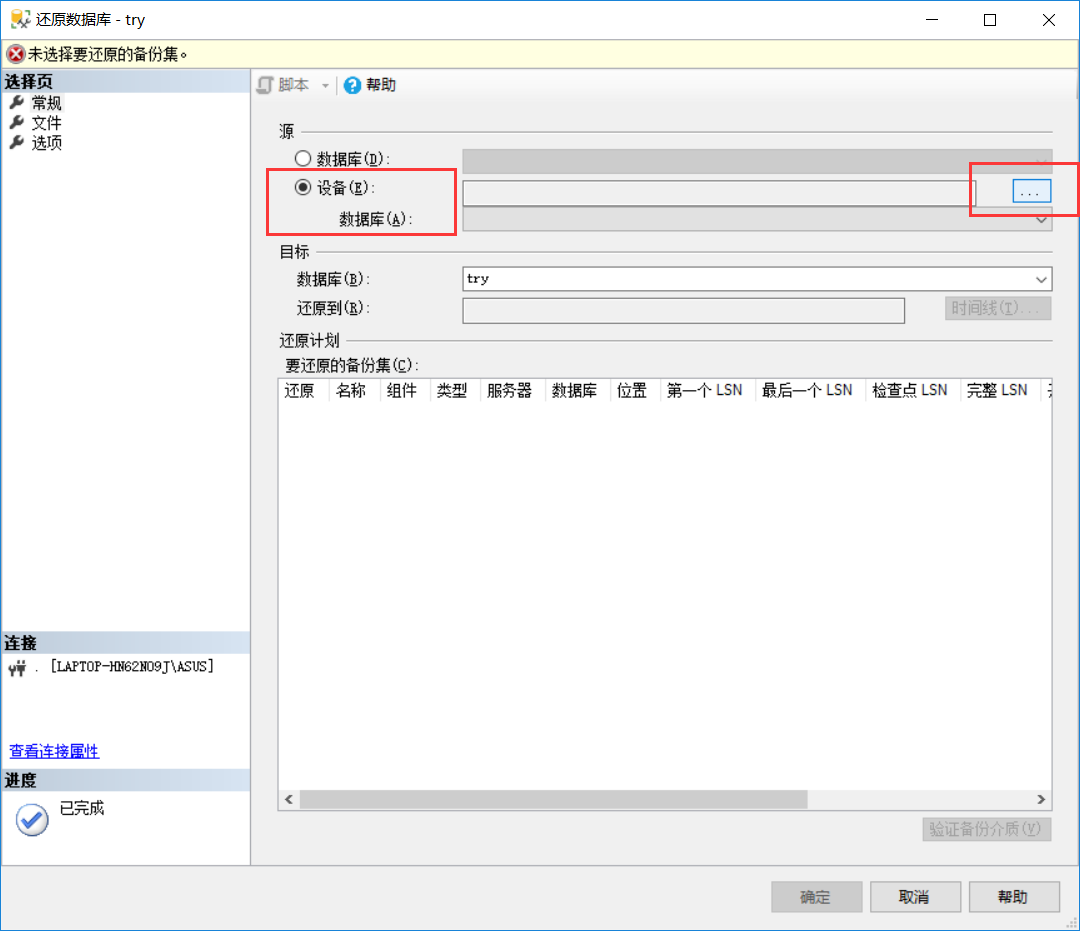 还原数据库 - try
未选择要还原的备份集。
选择页
常规
文件
选项
脚本
帮助
源
数据库(D):
设备(E):
...
数据库(A):
目标
数据库(B):
try
还原到(R):
时间线(T)...
还原计划
要还原的备份集(C):
还原 名称 组件 类型 服务器 数据库 位置 第一个 LSN 最后一个 LSN 检查点 LSN 完整 LSN
连接
. [LAPTOP-HN62NO9J\ASUS]
查看连接属性
进度
已完成
验证备份介质(V)
确定 取消 帮助